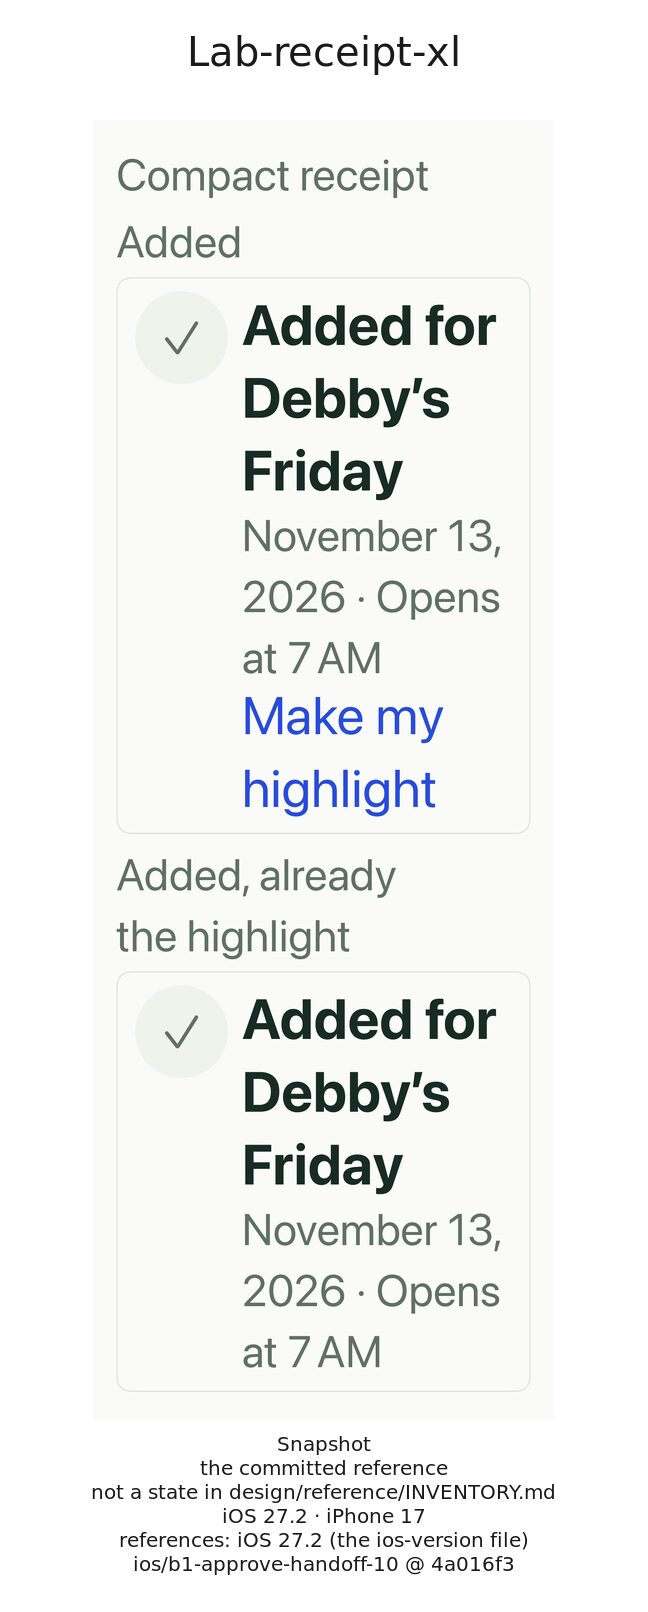 Lab-receipt-xl
Compact receipt
Added
Added for
Debby’s
Friday
November 13,
2026 · Opens
at 7 AM
Make my
highlight
Added, already
the highlight
Added for
Debby’s
Friday
November 13,
2026 · Opens
at 7 AM
Snapshot
the committed reference
not a state in design/reference/INVENTORY.md
iOS 27.2 · iPhone 17
references: iOS 27.2 (the ios-version file)
ios/b1-approve-handoff-10 @ 4a016f3